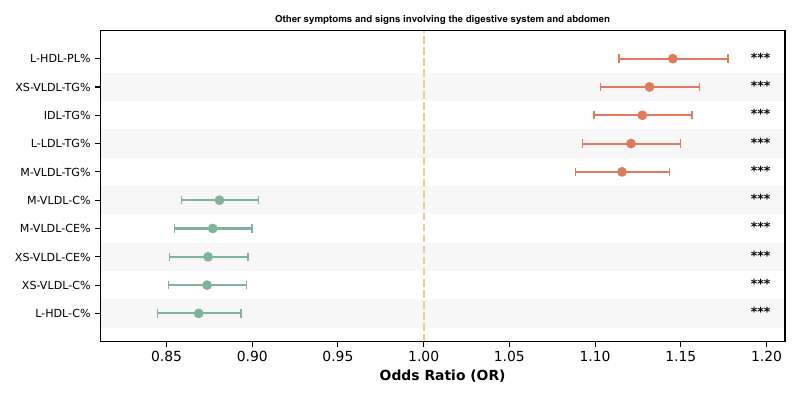 Other symptoms and signs involving the digestive system and abdomen
L-HDL-PL% ***
XS-VLDL-TG% ***
IDL-TG% ***
L-LDL-TG% ***
M-VLDL-TG% ***
M-VLDL-C% ***
M-VLDL-CE% ***
XS-VLDL-CE% ***
XS-VLDL-C% ***
L-HDL-C% ***
0.85 0.90 0.95 1.00 1.05 1.10 1.15 1.20
Odds Ratio (OR)